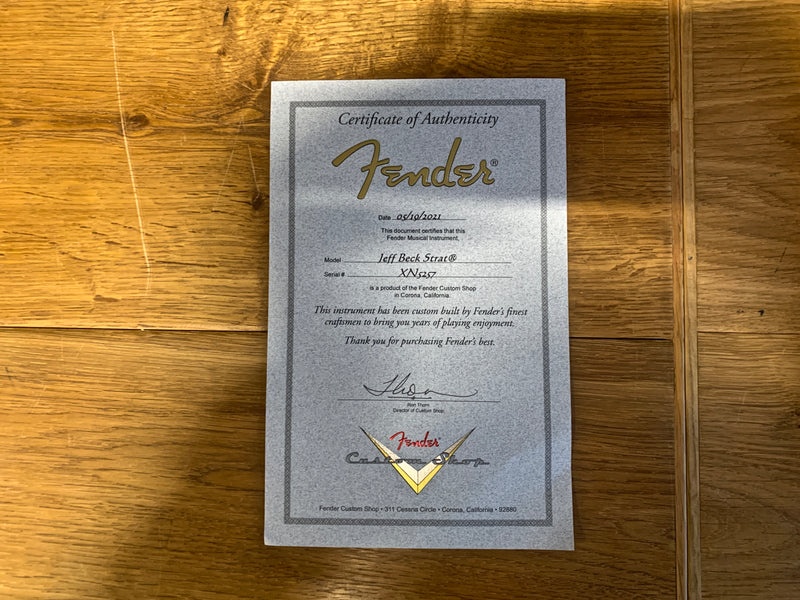 Certificate of Authenticity
Fender®
Date 05/19/2021
This document certifies that this
Fender Musical Instrument,
Model Jeff Beck Strat®
Serial # XN5257
is a product of the Fender Custom Shop
in Corona, California.
This instrument has been custom built by Fender's finest
craftsmen to bring you years of playing enjoyment.
Thank you for purchasing Fender's best.
Ron Thorn
Director of Custom Shop
Fender
Custom Shop
Fender Custom Shop • 311 Cessna Circle • Corona, California • 92880